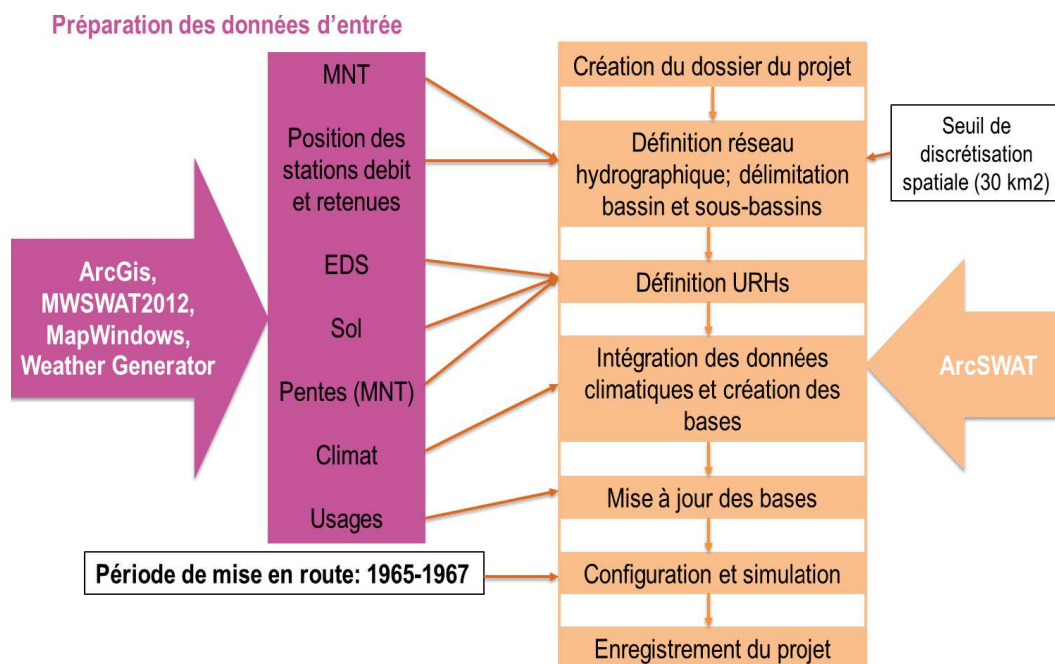 Préparation des données d'entrée
MNT
Position des
stations debit
et retenues
EDS
Sol
Pentes (MNT)
Climat
Usages
ArcGis,
MWSWAT2012,
MapWindows,
Weather Generator
Création du dossier du projet
Définition réseau
hydrographique; délimitation
bassin et sous-bassins
Définition URHs
Intégration des données
climatiques et création des
bases
Mise à jour des bases
Configuration et simulation
Enregistrement du projet
Seuil de
discrétisation
spatiale (30 km2)
ArcSWAT
Période de mise en route: 1965-1967